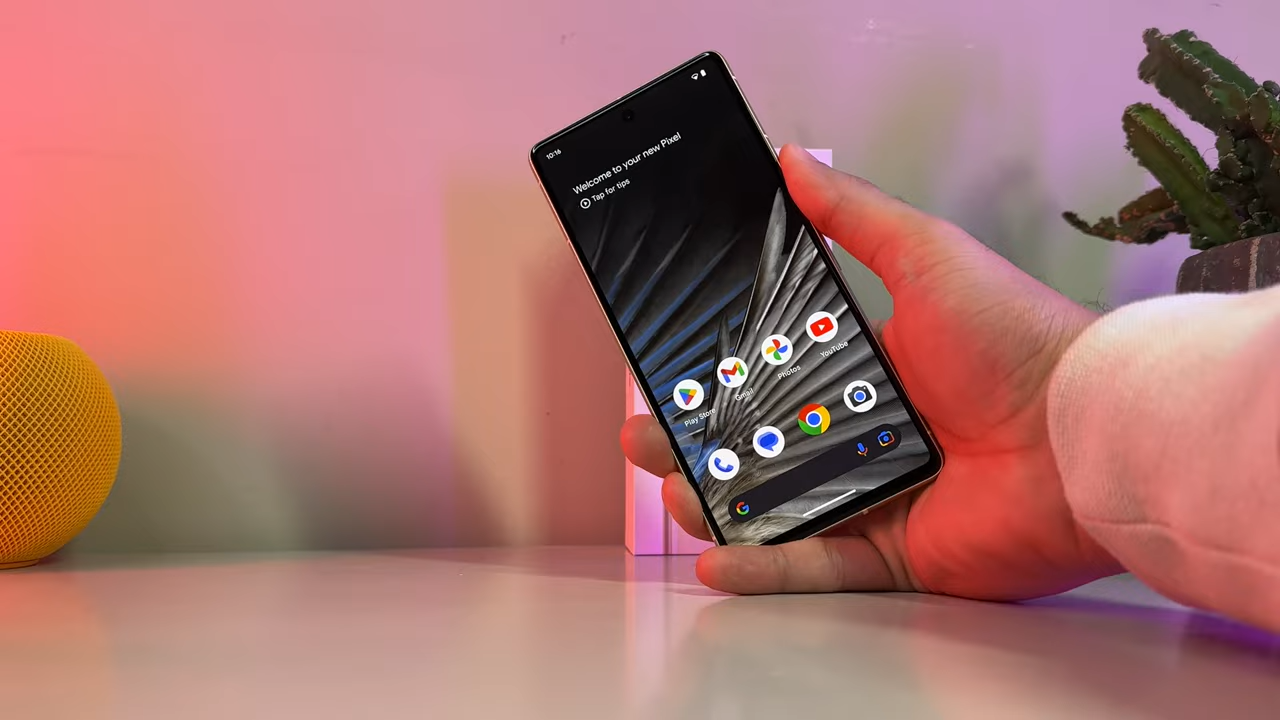 10:16
Welcome to your new Pixel
Tap for tips
Play Store
Gmail
Photos
YouTube